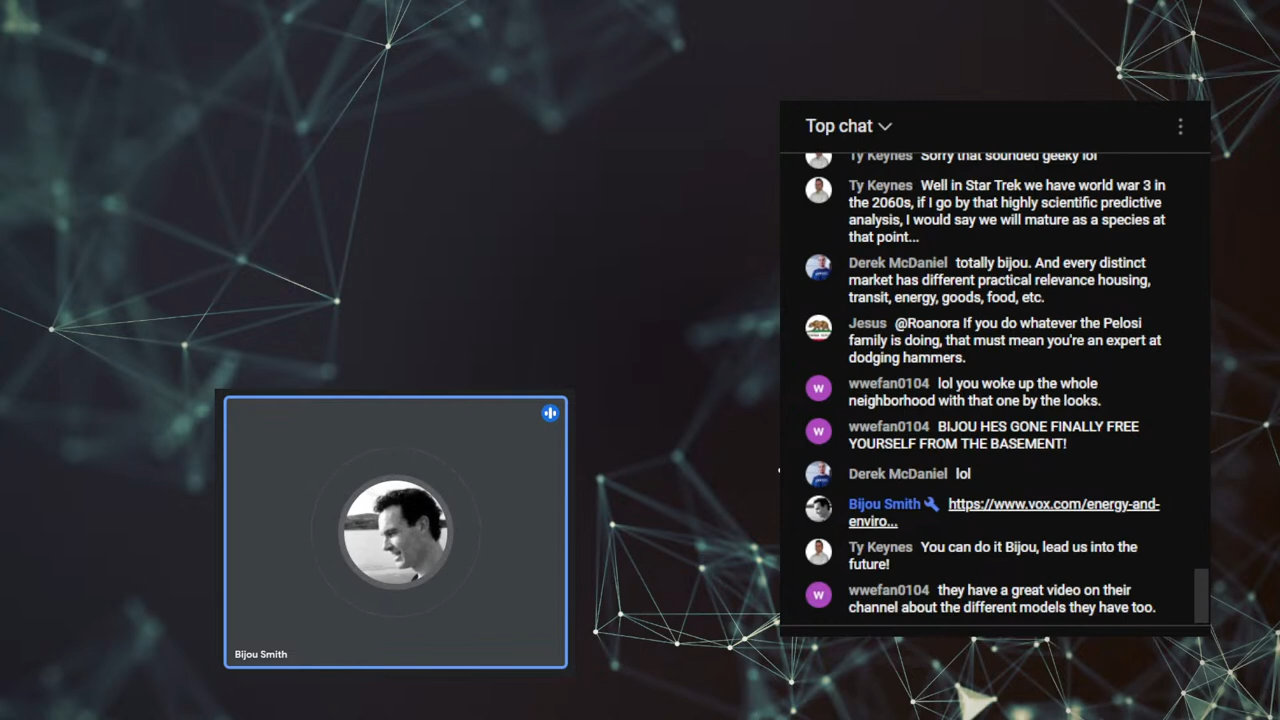 Top chat
Ty Keynes Sorry that sounded geeky lol
Ty Keynes Well in Star Trek we have world war 3 in
the 2060s, if I go by that highly scientific predictive
analysis, I would say we will mature as a species at
that point...
Derek McDaniel totally bijou. And every distinct
market has different practical relevance housing,
transit, energy, goods, food, etc.
Jesus @Roanora If you do whatever the Pelosi
family is doing, that must mean you're an expert at
dodging hammers.
W wwefan0104 lol you woke up the whole
neighborhood with that one by the looks.
W wwefan0104 BIJOU HES GONE FINALLY FREE
YOURSELF FROM THE BASEMENT!
Derek McDaniel lol
Bijou Smith https://www.vox.com/energy-and-
enviro...
Ty Keynes You can do it Bijou, lead us into the
future!
W wwefan0104 they have a great video on their
channel about the different models they have too.
Bijou Smith